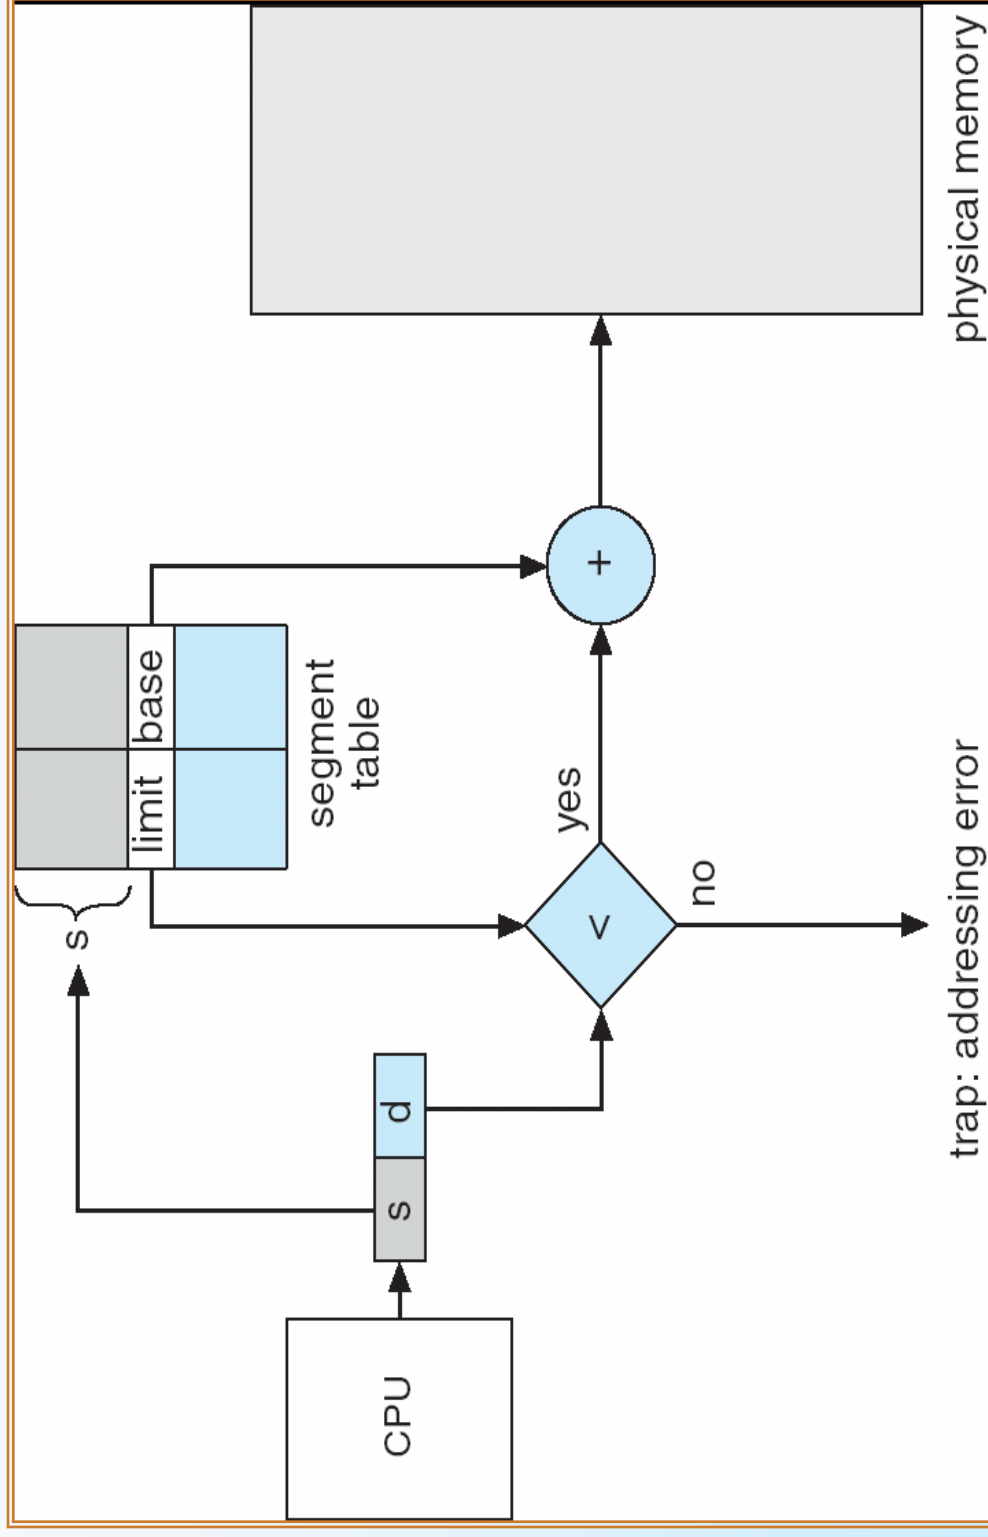 s
limit base
segment
table
CPU s d
yes
< +
no
trap: addressing error physical memory